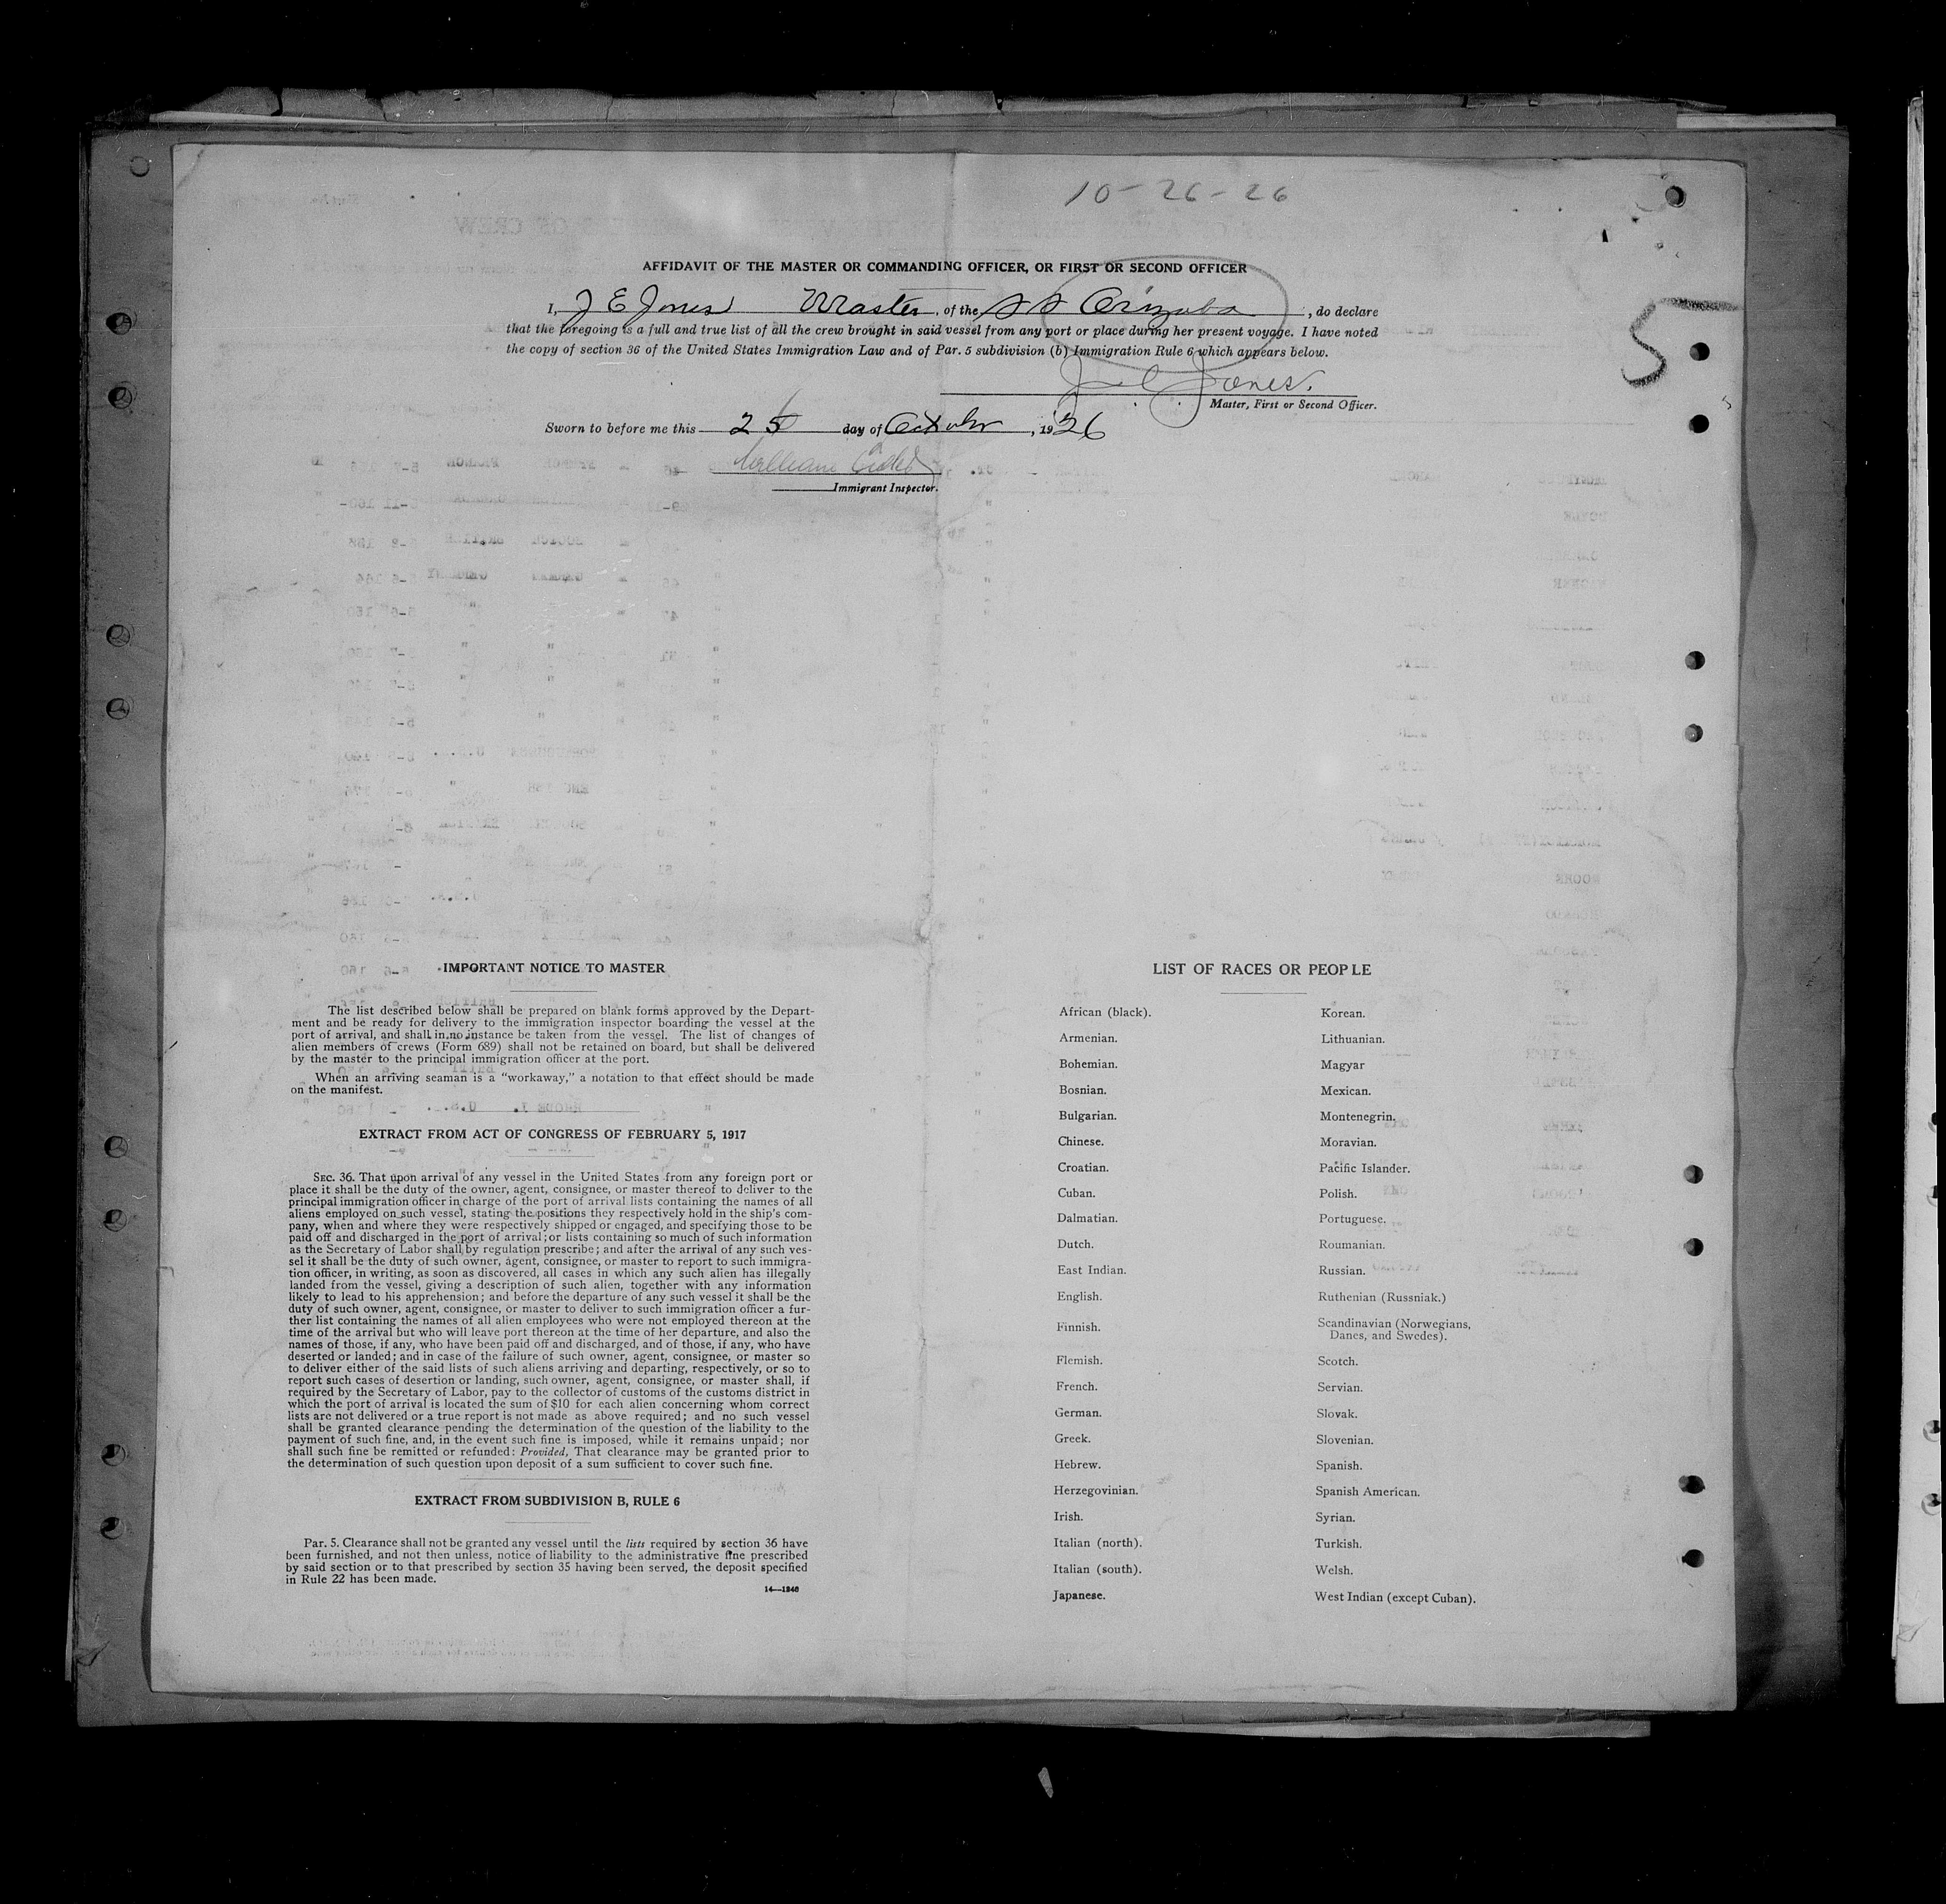 10-26-26
AFFIDAVIT OF THE MASTER OR COMMANDING OFFICER, OR FIRST OR SECOND OFFICER
I, J E Jones Master, of the SS Orizaba, do declare
that the foregoing is a full and true list of all the crew brought in said vessel from any port or place during her present voyage. I have noted
the copy of section 36 of the United States Immigration Law and of Par. 5 subdivision (b) Immigration Rule 6 which appears below.
5
J E Jones.
Master, First or Second Officer.
Sworn to before me this 25 day of October, 1926
William
Immigrant Inspector.
IMPORTANT NOTICE TO MASTER
The list described below shall be prepared on blank forms approved by the Depart-
ment and be ready for delivery to the immigration inspector boarding the vessel at the
port of arrival, and shall in no instance be taken from the vessel. The list of changes of
alien members of crews (Form 689) shall not be retained on board, but shall be delivered
by the master to the principal immigration officer at the port.
When an arriving seaman is a "workaway," a notation to that effect should be made
on the manifest.
EXTRACT FROM ACT OF CONGRESS OF FEBRUARY 5, 1917
SEC. 36. That upon arrival of any vessel in the United States from any foreign port or
place it shall be the duty of the owner, agent, consignee, or master thereof to deliver to the
principal immigration officer in charge of the port of arrival lists containing the names of all
aliens employed on such vessel, stating the positions they respectively hold in the ship's com-
pany, when and where they were respectively shipped or engaged, and specifying those to be
paid off and discharged in the port of arrival; or lists containing so much of such information
as the Secretary of Labor shall by regulation prescribe; and after the arrival of any such ves-
sel it shall be the duty of such owner, agent, consignee, or master to report to such immigra-
tion officer, in writing, as soon as discovered, all cases in which any such alien has illegally
landed from the vessel, giving a description of such alien, together with any information
likely to lead to his apprehension; and before the departure of any such vessel it shall be the
duty of such owner, agent, consignee, or master to deliver to such immigration officer a fur-
ther list containing the names of all alien employees who were not employed thereon at the
time of the arrival but who will leave port thereon at the time of her departure, and also the
names of those, if any, who have been paid off and discharged, and of those, if any, who have
deserted or landed; and in case of the failure of such owner, agent, consignee, or master so
to deliver either of the said lists of such aliens arriving and departing, respectively, or so to
report such cases of desertion or landing, such owner, agent, consignee, or master shall, if
required by the Secretary of Labor, pay to the collector of customs of the customs district in
which the port of arrival is located the sum of $10 for each alien concerning whom correct
lists are not delivered or a true report is not made as above required; and no such vessel
shall be granted clearance pending the determination of the question of the liability to the
payment of such fine, and, in the event such fine is imposed, while it remains unpaid; nor
shall such fine be remitted or refunded: Provided, That clearance may be granted prior to
the determination of such question upon deposit of a sum sufficient to cover such fine.
EXTRACT FROM SUBDIVISION B, RULE 6
Par. 5. Clearance shall not be granted any vessel until the lists required by section 36 have
been furnished, and not then unless, notice of liability to the administrative fine prescribed
by said section or to that prescribed by section 35 having been served, the deposit specified
in Rule 22 has been made.
14—1246
LIST OF RACES OR PEOPLE
African (black).
Armenian.
Bohemian.
Bosnian.
Bulgarian.
Chinese.
Croatian.
Cuban.
Dalmatian.
Dutch.
East Indian.
English.
Finnish.
Flemish.
French.
German.
Greek.
Hebrew.
Herzegovinian.
Irish.
Italian (north).
Italian (south).
Japanese.
Korean.
Lithuanian.
Magyar
Mexican.
Montenegrin.
Moravian.
Pacific Islander.
Polish.
Portuguese.
Roumanian.
Russian.
Ruthenian (Russniak.)
Scandinavian (Norwegians,
Danes, and Swedes).
Scotch.
Servian.
Slovak.
Slovenian.
Spanish.
Spanish American.
Syrian.
Turkish.
Welsh.
West Indian (except Cuban).